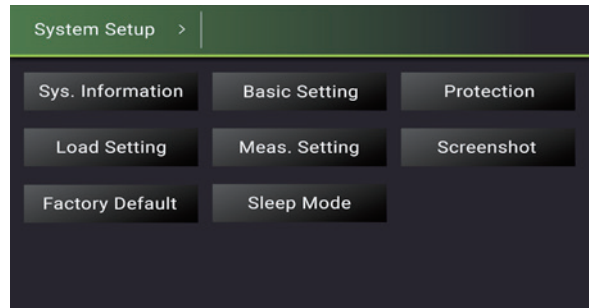 System Setup >
Sys. Information Basic Setting Protection
Load Setting Meas. Setting Screenshot
Factory Default Sleep Mode